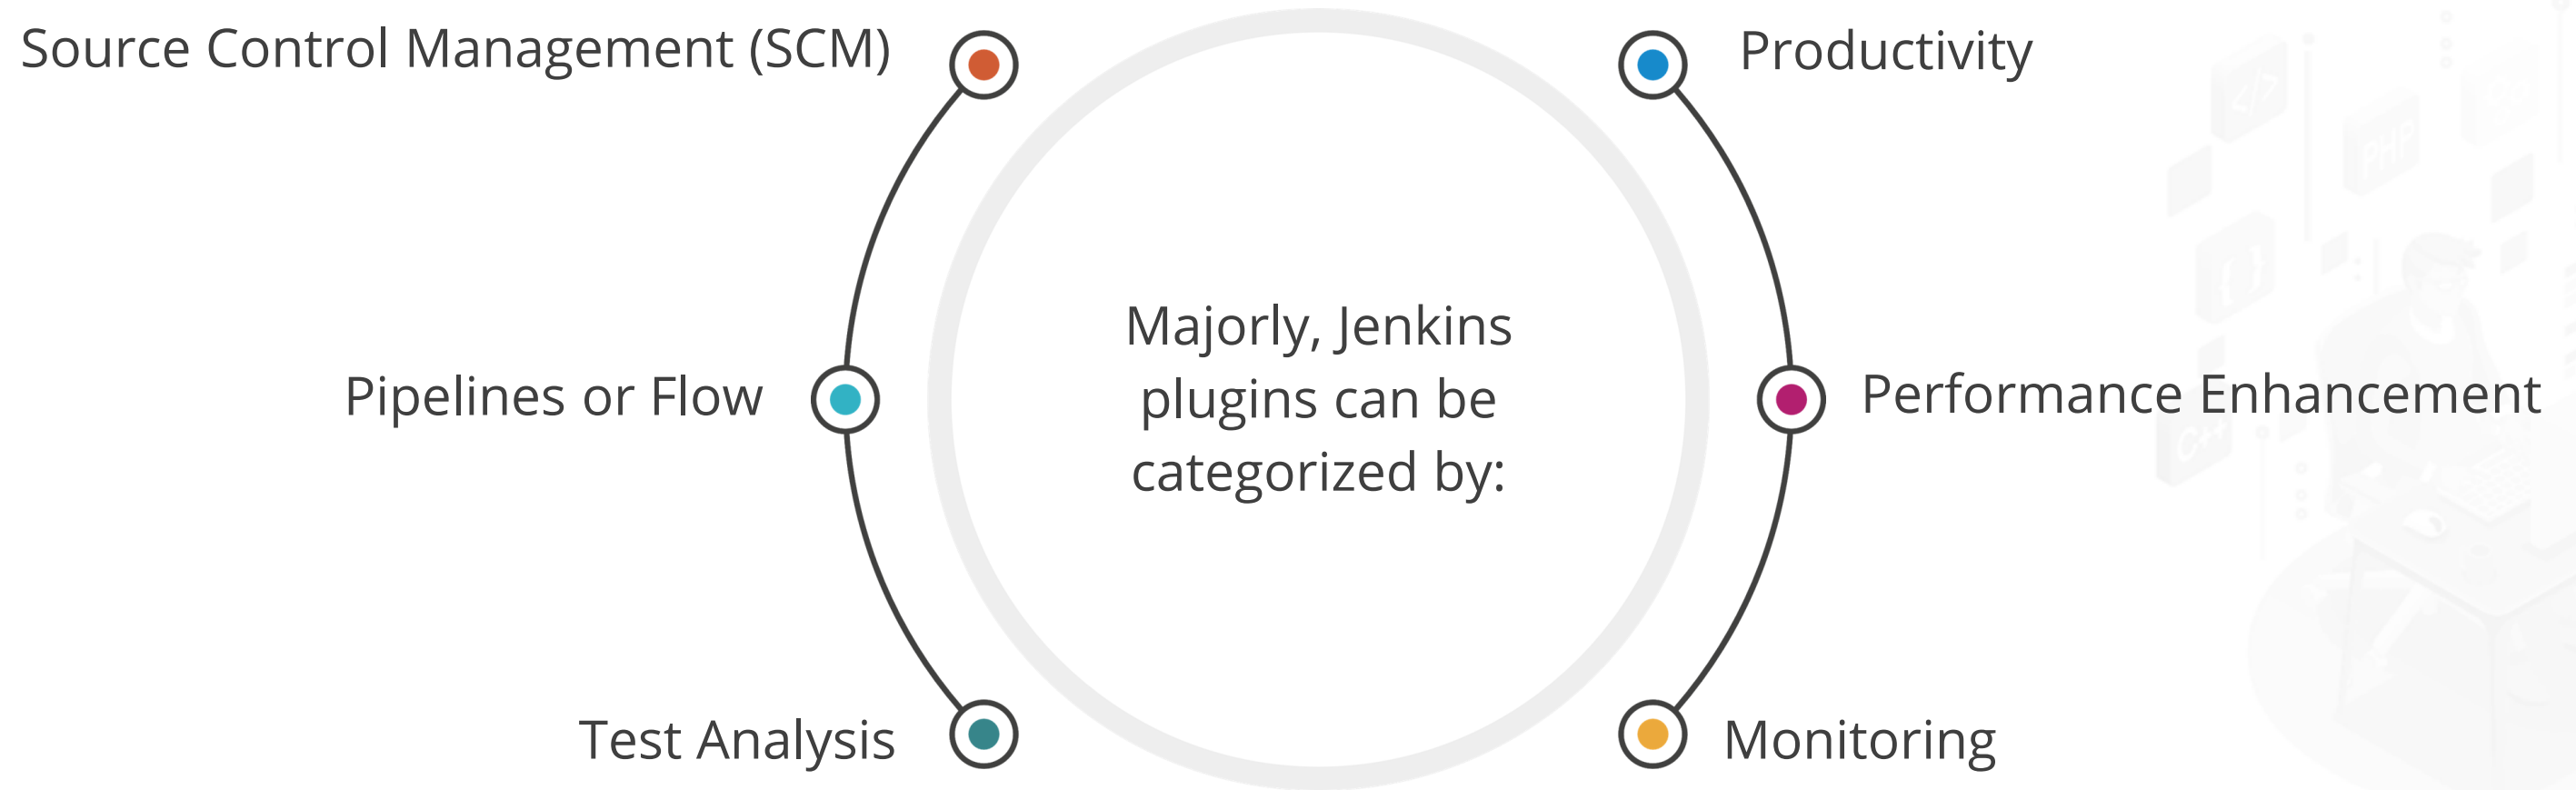 Source Control Management (SCM)
Productivity
Majorly, Jenkins
plugins can be
categorized by:
Pipelines or Flow
Performance Enhancement
Test Analysis
Monitoring
</>
PHP
{ }
C++